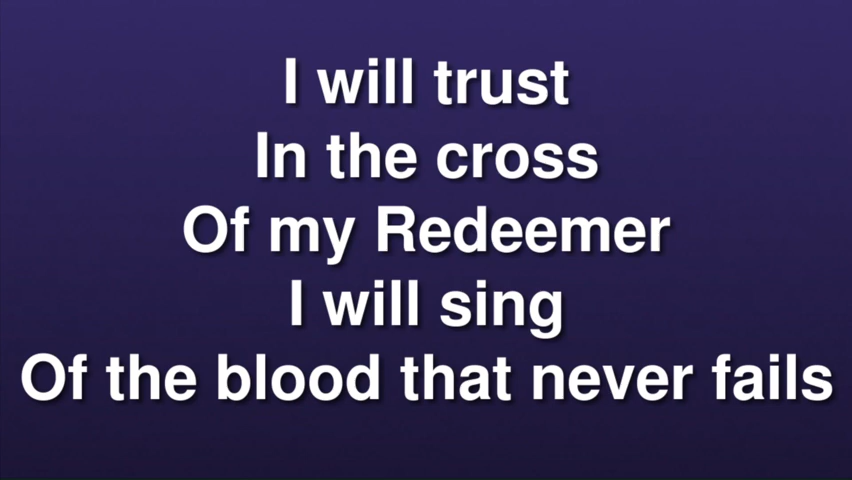 I will trust
In the cross
Of my Redeemer
I will sing
Of the blood that never fails